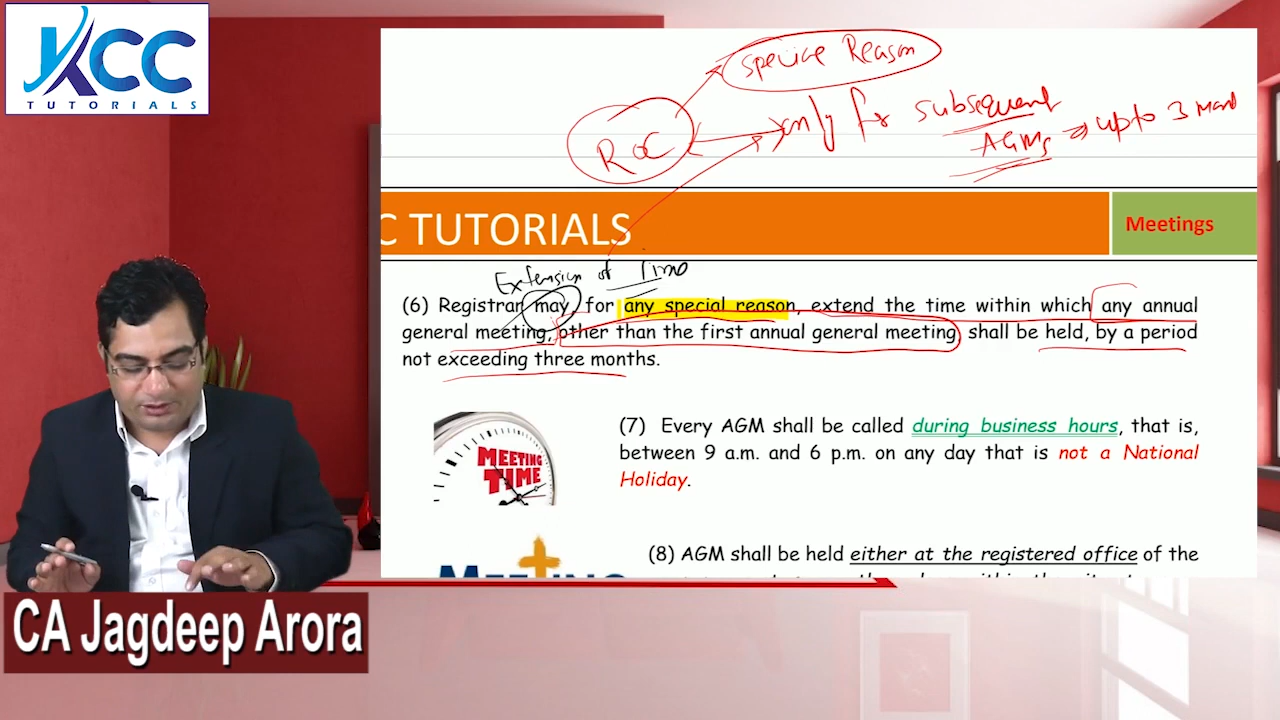 KCC
TUTORIALS
Special Reason
ROC
only for subsequent
AGMs ⇒ upto 3 Month
C TUTORIALS
Meetings
Extension of Time
(6) Registrar may for any special reason, extend the time within which any annual
general meeting, other than the first annual general meeting shall be held, by a period
not exceeding three months.
MEETING
TIME
(7) Every AGM shall be called during business hours, that is,
between 9 a.m. and 6 p.m. on any day that is not a National
Holiday.
(8) AGM shall be held either at the registered office of the
CA Jagdeep Arora